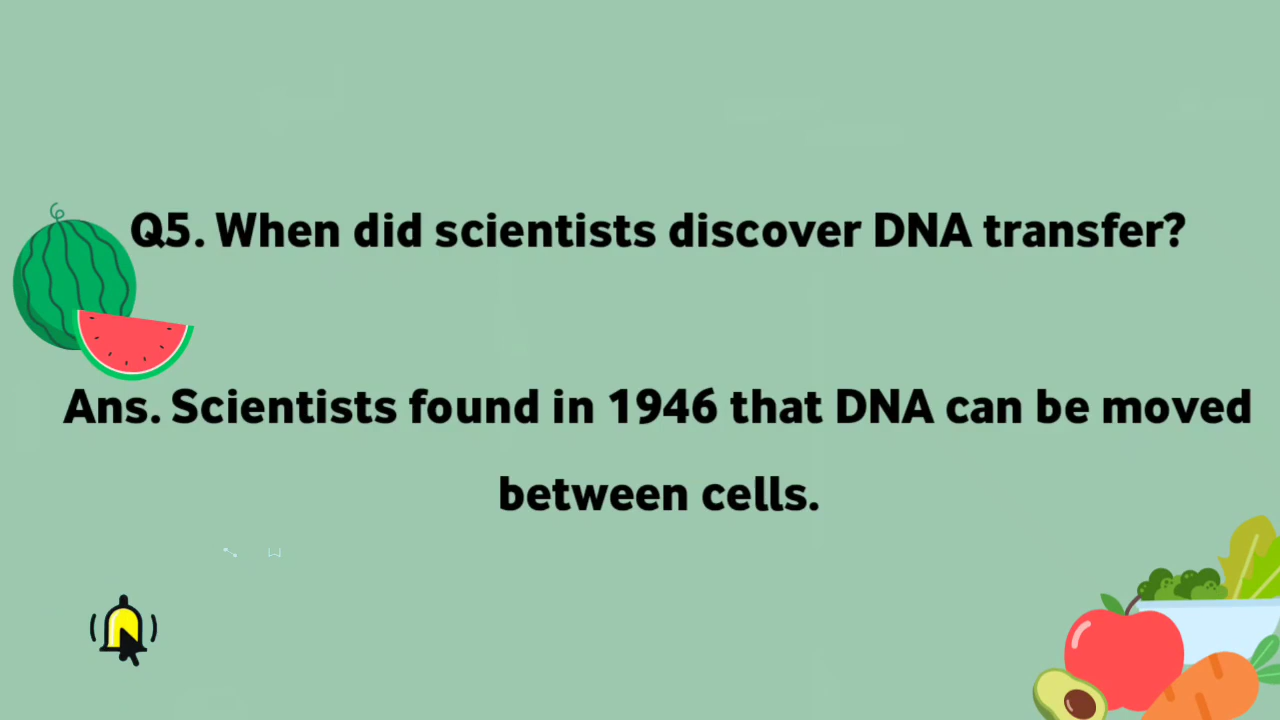 Q5. When did scientists discover DNA transfer?
Ans. Scientists found in 1946 that DNA can be moved
between cells.